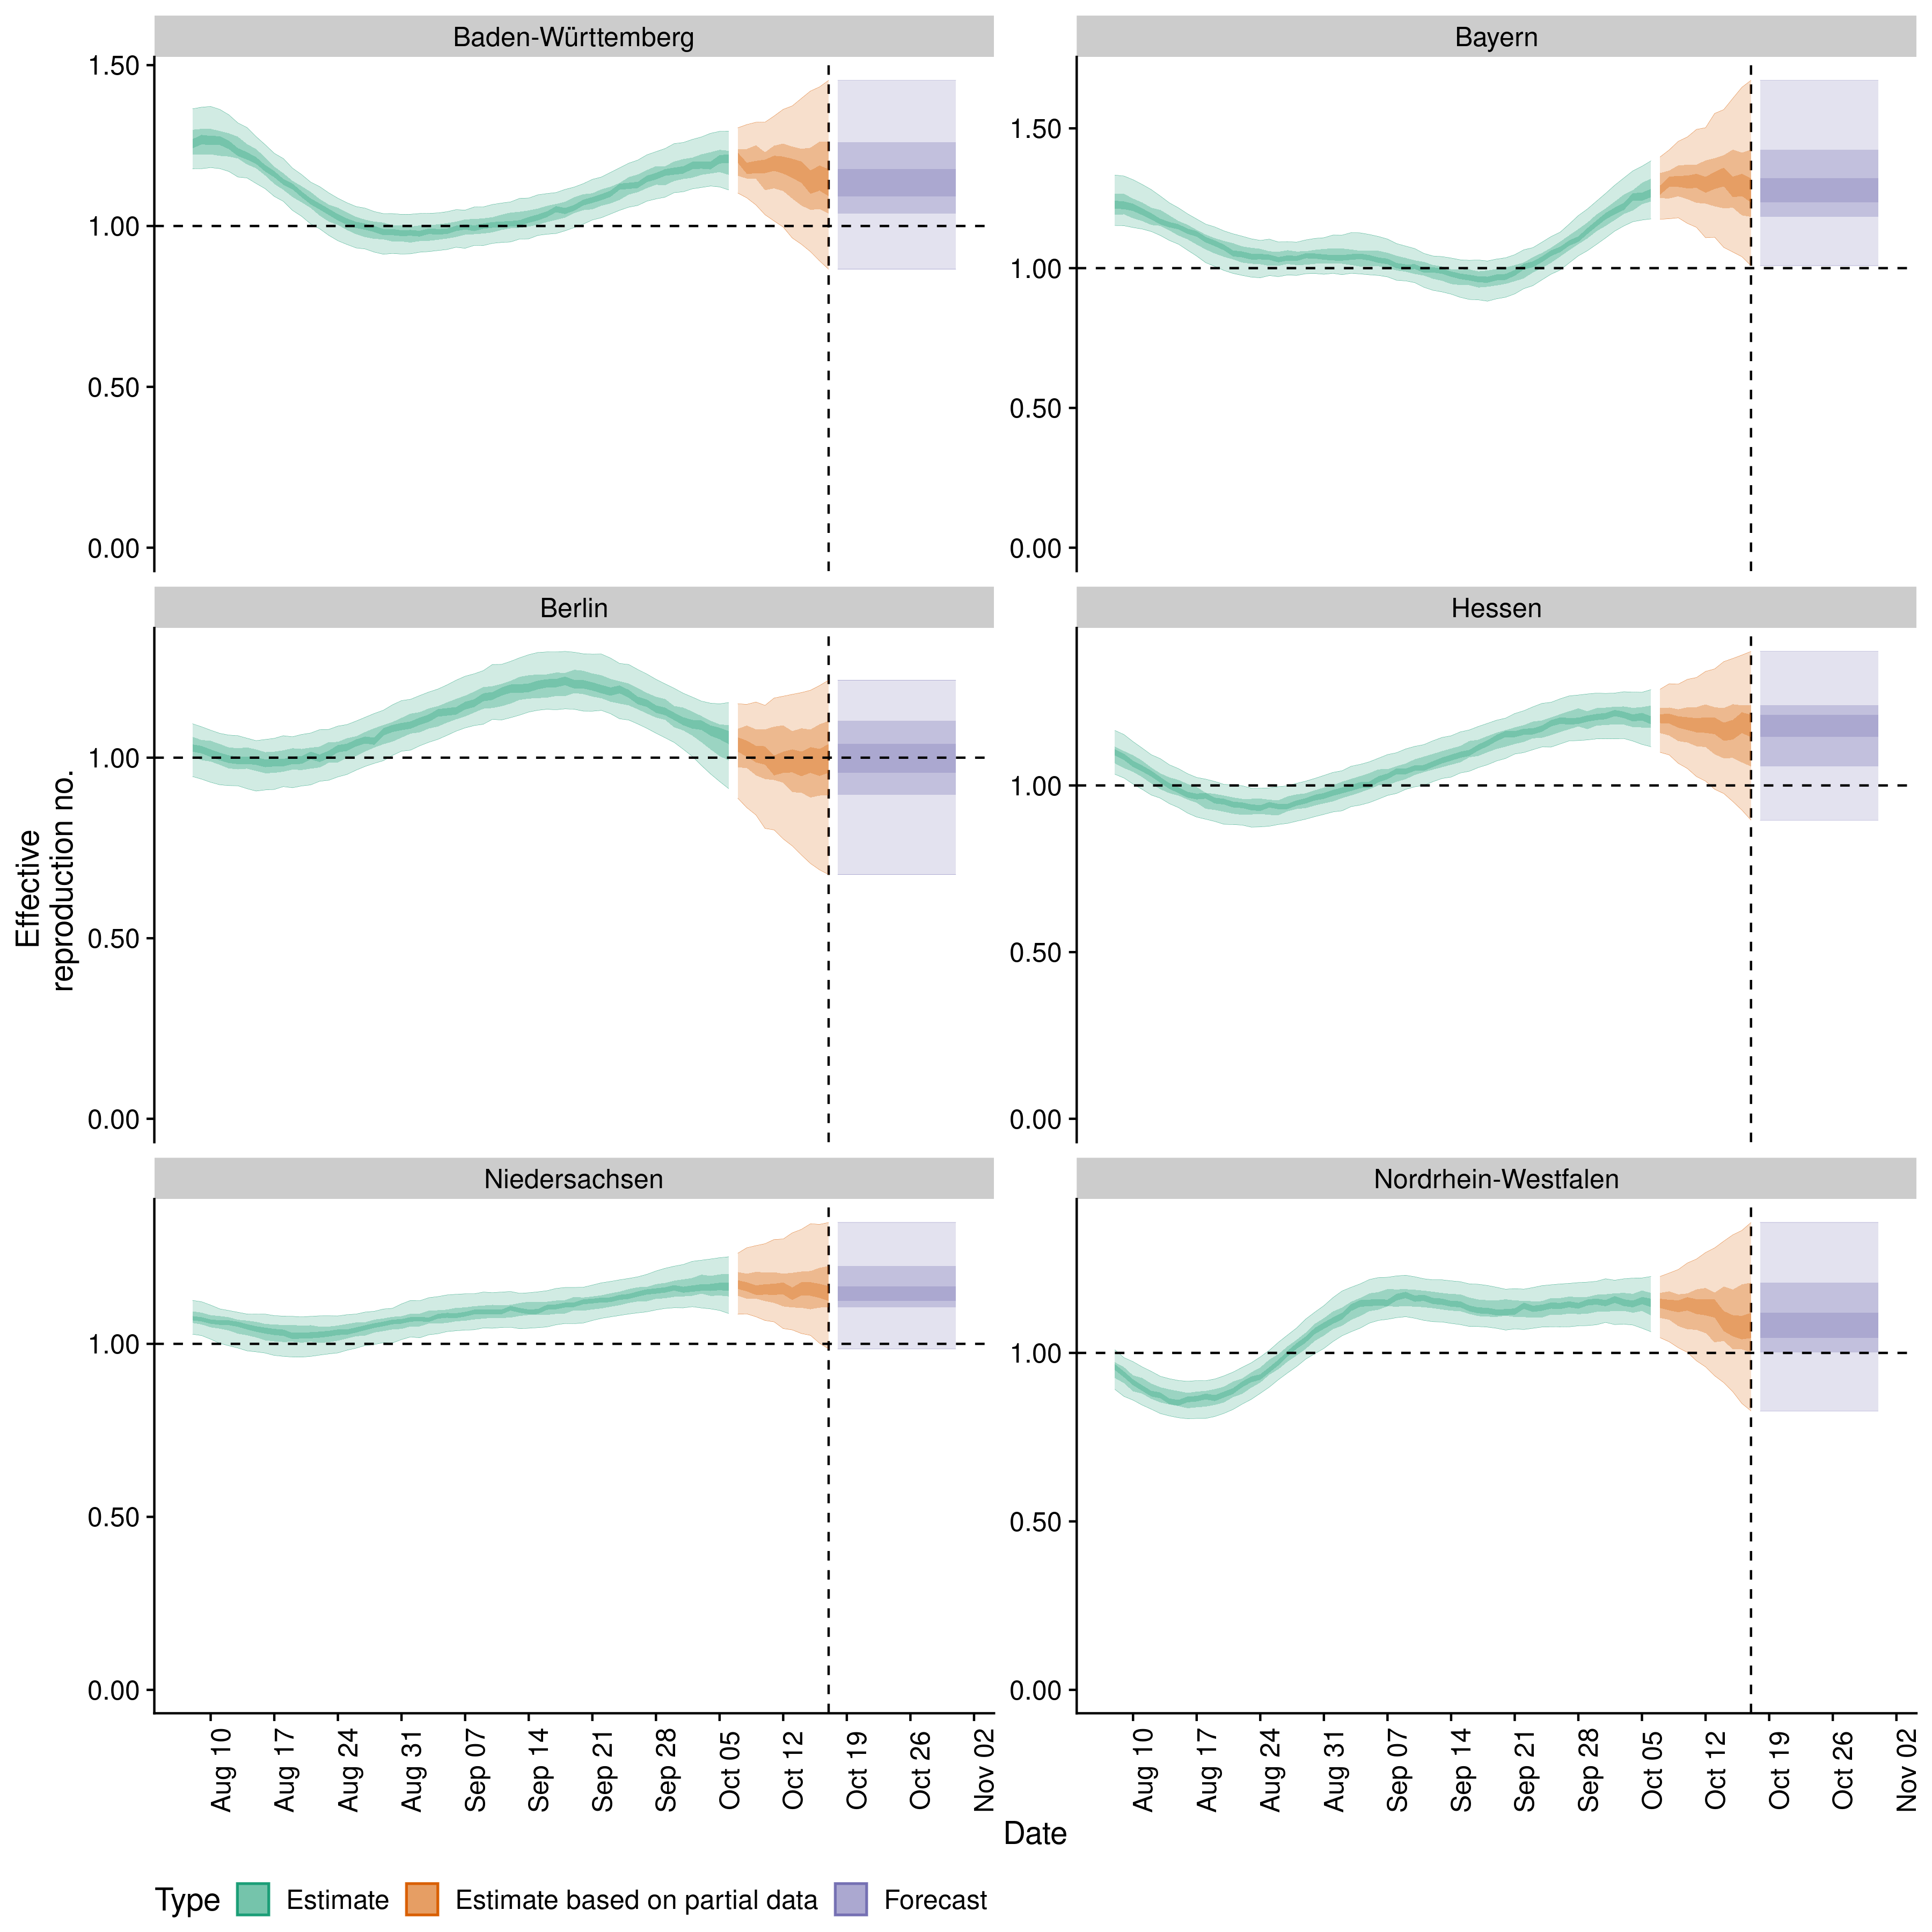 Baden-Württemberg
Bayern
1.50
1.00
0.50
0.00
1.50
1.00
0.50
0.00
Berlin
Hessen
1.00
0.50
0.00
1.00
0.50
0.00
Niedersachsen
Nordrhein-Westfalen
1.00
0.50
0.00
1.00
0.50
0.00
Effective
reproduction no.
Aug 10
Aug 17
Aug 24
Aug 31
Sep 07
Sep 14
Sep 21
Sep 28
Oct 05
Oct 12
Oct 19
Oct 26
Nov 02
Aug 10
Aug 17
Aug 24
Aug 31
Sep 07
Sep 14
Sep 21
Sep 28
Oct 05
Oct 12
Oct 19
Oct 26
Nov 02
Date
Type Estimate Estimate based on partial data Forecast